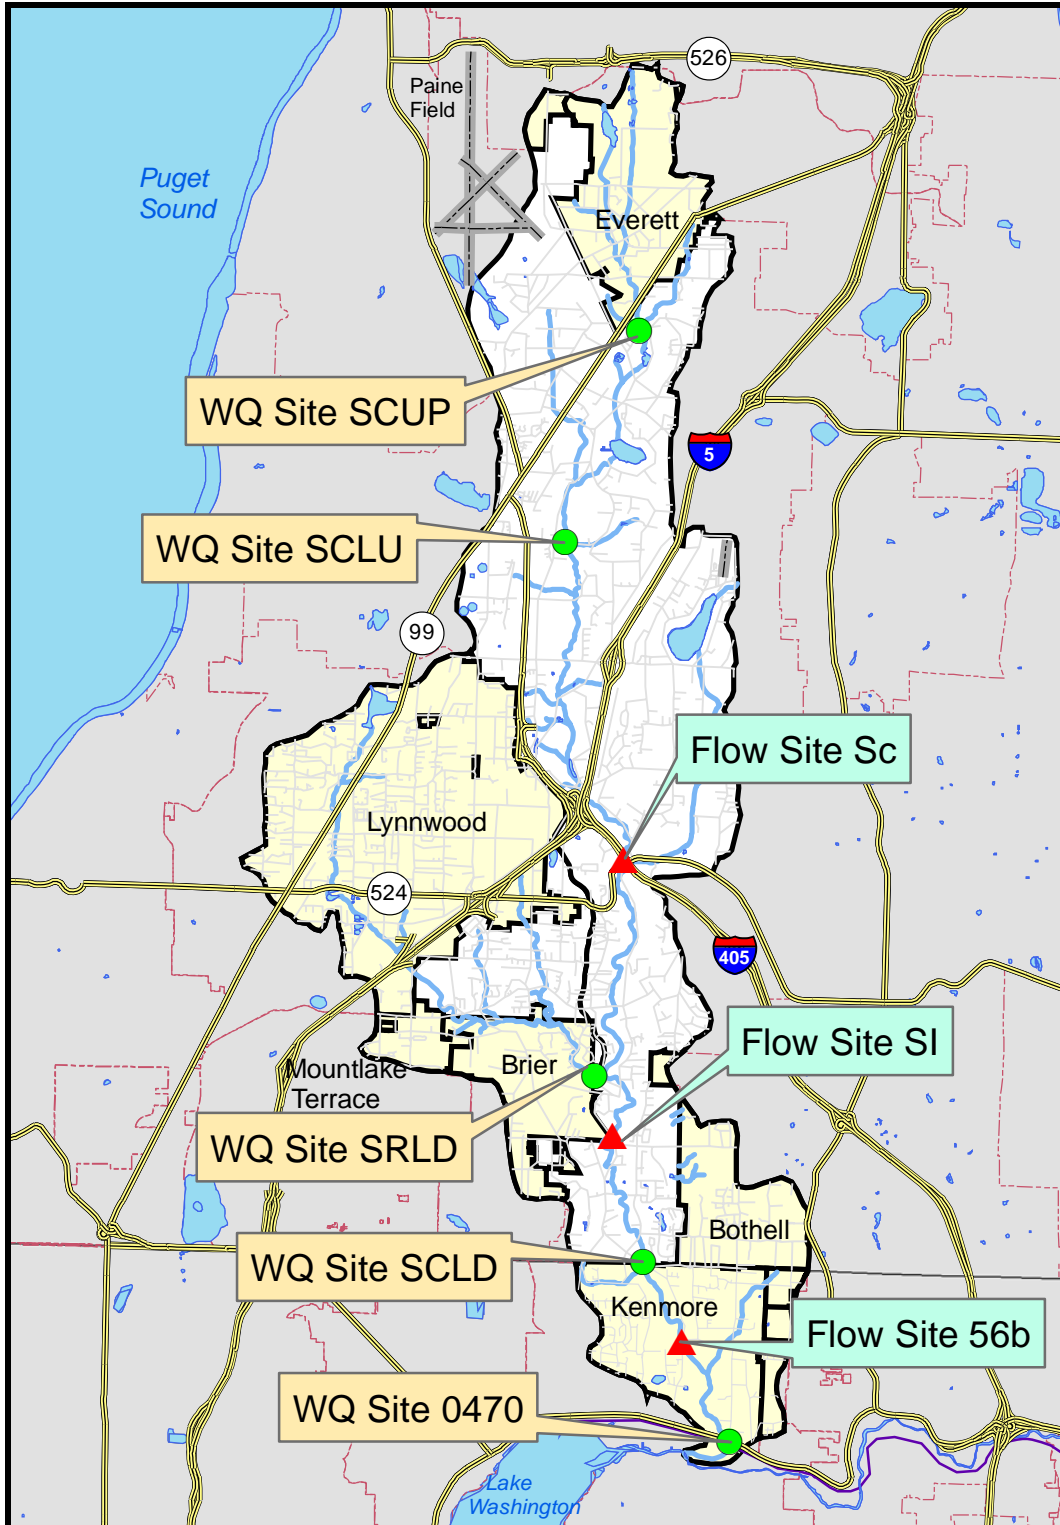 526
Paine
Field
Puget
Sound
Everett
WQ Site SCUP
5
WQ Site SCLU
99
Flow Site Sc
Lynnwood
524
405
Flow Site SI
Brier
Mountlake
Terrace
WQ Site SRLD
Bothell
WQ Site SCLD
Kenmore
Flow Site 56b
WQ Site 0470
Lake
Washington